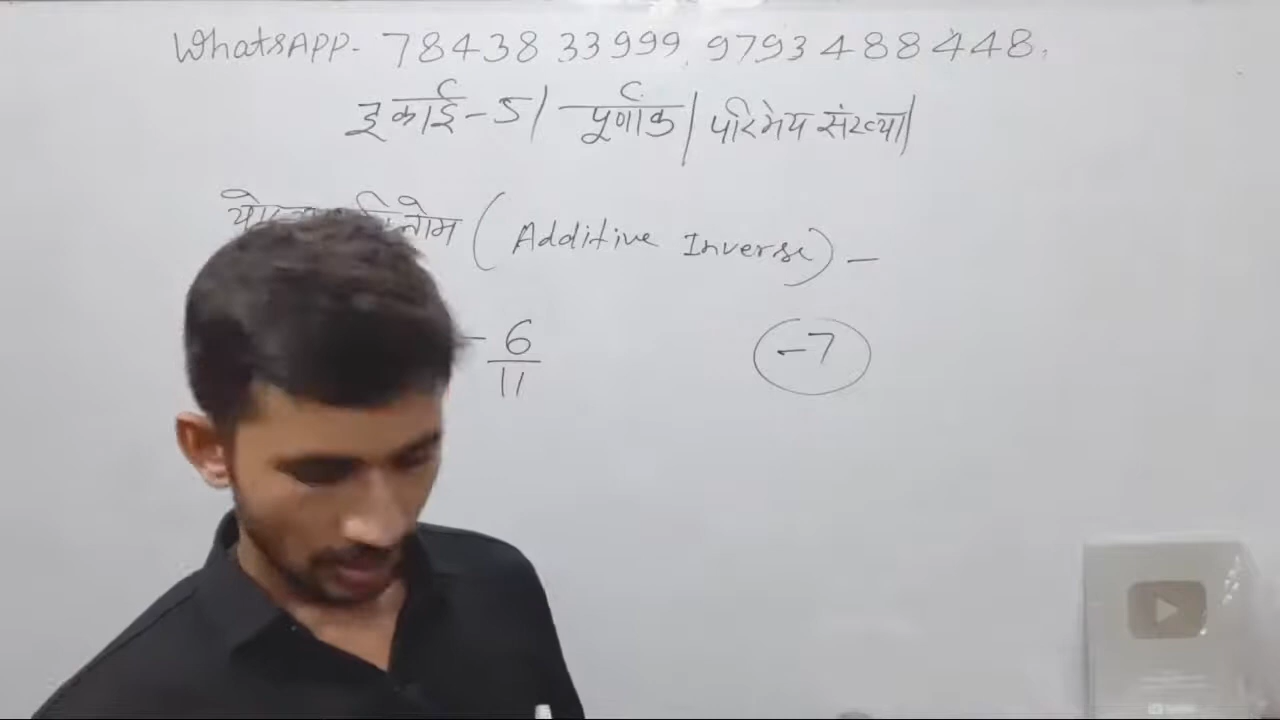 WhatsAPP- 78438 33999, 9793488448,
इकाई-5/ पूर्णांक/ परिमेय संख्या/
(Additive Inverse) -
- 6/11 -7